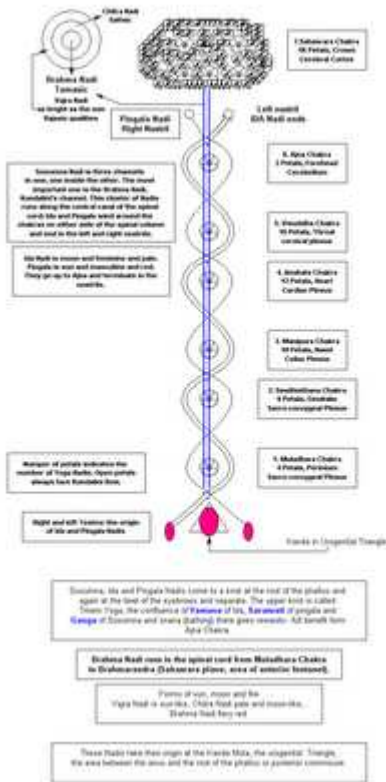 Chitra Nadi
Sattvic
Brahma Nadi
Tamasic
Vajra Nadi
as bright as the sun
Rajasic qualities
Pingala Nadi
Right Nostril
Left nostril
IDA Nadi ends
7. Sahasrara Chakra
Petals, Crown
Cerebral Cortex
6. Ajna Chakra
2 Petals, Forehead
Cerebellum
Susumna Nadi is three channels
in one, one inside the other. The most
important one is the Brahma Nadi,
Kundalini's channel. This cluster of Nadis
runs along the central canal of the spinal
cord. Ida and Pingala wind around the
chakras on either side of the spinal column
and end in the left and right nostrils.
5. Visuddha Chakra
16 Petals, Throat
cervical plexus
Ida Nadi is moon and feminine and pale.
Pingala is sun and masculine and red.
They go up to Ajna and terminate in the
nostrils.
4. Anahata Chakra
12 Petals, Heart
Cardiac Plexus
3. Manipura Chakra
10 Petals, Navel
Plexus
2. Svadhisthana Chakra
6 Petals, Genitals
Sacro coccygeal Plexus
1. Muladhara Chakra
4 Petals, Perineum
Sacro coccygeal Plexus
Number of petals indicates the
number of Yoga Nadis. Open petals
always face Kundalini flow.
Right and left Testes: the origin
of Ida and Pingala Nadis
Kanda in Urogenital Triangle
Susumna, Ida and Pingala Nadis come to a knot at the root of the phallus and
again at the level of the eyebrows and separate. The upper knot is called
Yoga, the confluence of Yamuna of Ida, Saraswati of pingala and
Ganga of Susumna and snana (bathing) there gives rewards- benefit form
Ajna Chakra.
Brahma Nadi runs in the spinal cord from Muladhara Chakra
to Brahmarandra (Sahasrara plane, area of anterior fontanel).
Forms of sun, moon and fire
Vajra Nadi is sun-like, Chitra Nadi pale and moon-like,
Brahma Nadi fiery red
These Nadis have their origin at the Kanda Mula, the urogenital Triangle,
the area between the anus and the root of the phallus or posterior commissure